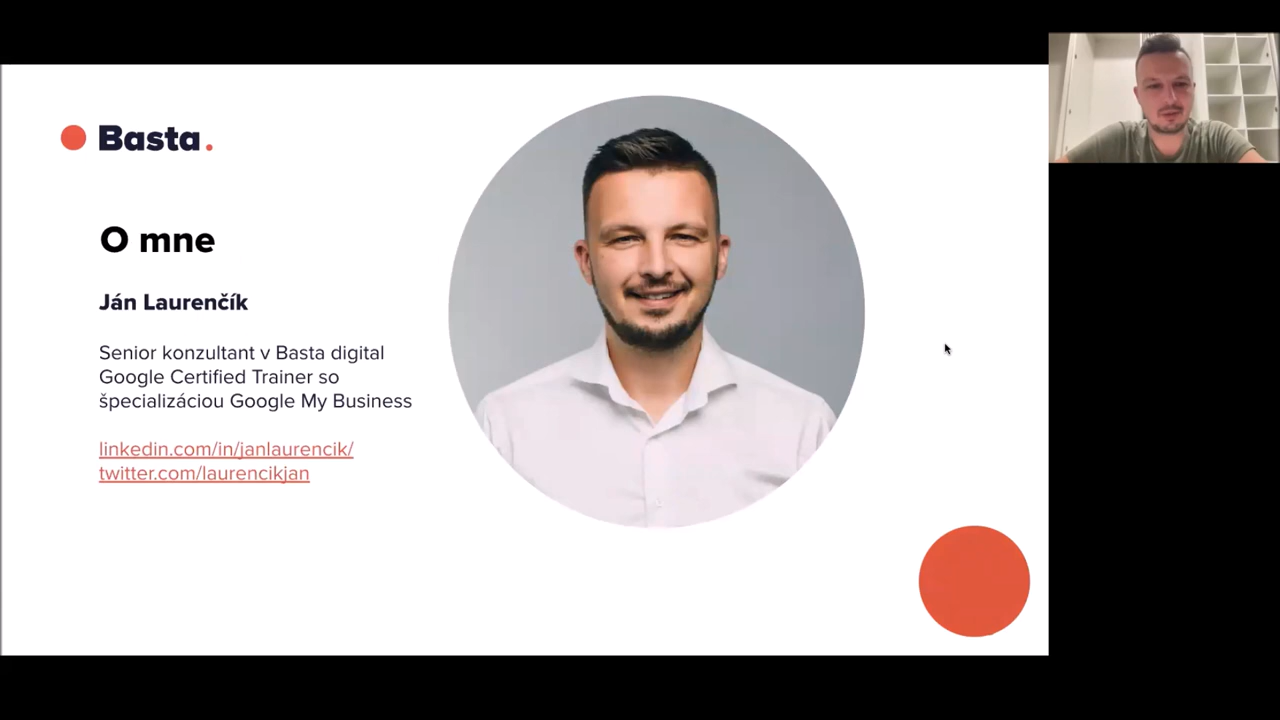 Basta.
O mne
Ján Laurenčík
Senior konzultant v Basta digital
Google Certified Trainer so
špecializáciou Google My Business
linkedin.com/in/janlaurencik/
twitter.com/laurencikjan